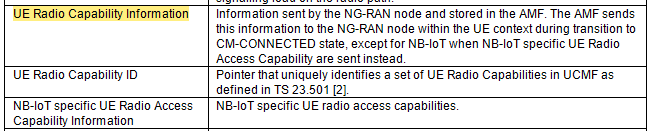 signalling load on the radio path.
UE Radio Capability Information
Information sent by the NG-RAN node and stored in the AMF. The AMF sends
this information to the NG-RAN node within the UE context during transition to
CM-CONNECTED state, except for NB-IoT when NB-IoT specific UE Radio
Access Capability are sent instead.
UE Radio Capability ID
Pointer that uniquely identifies a set of UE Radio Capabilities in UCMF as
defined in TS 23.501 [2].
NB-IoT specific UE Radio Access
Capability Information
NB-IoT specific UE radio access capabilities.